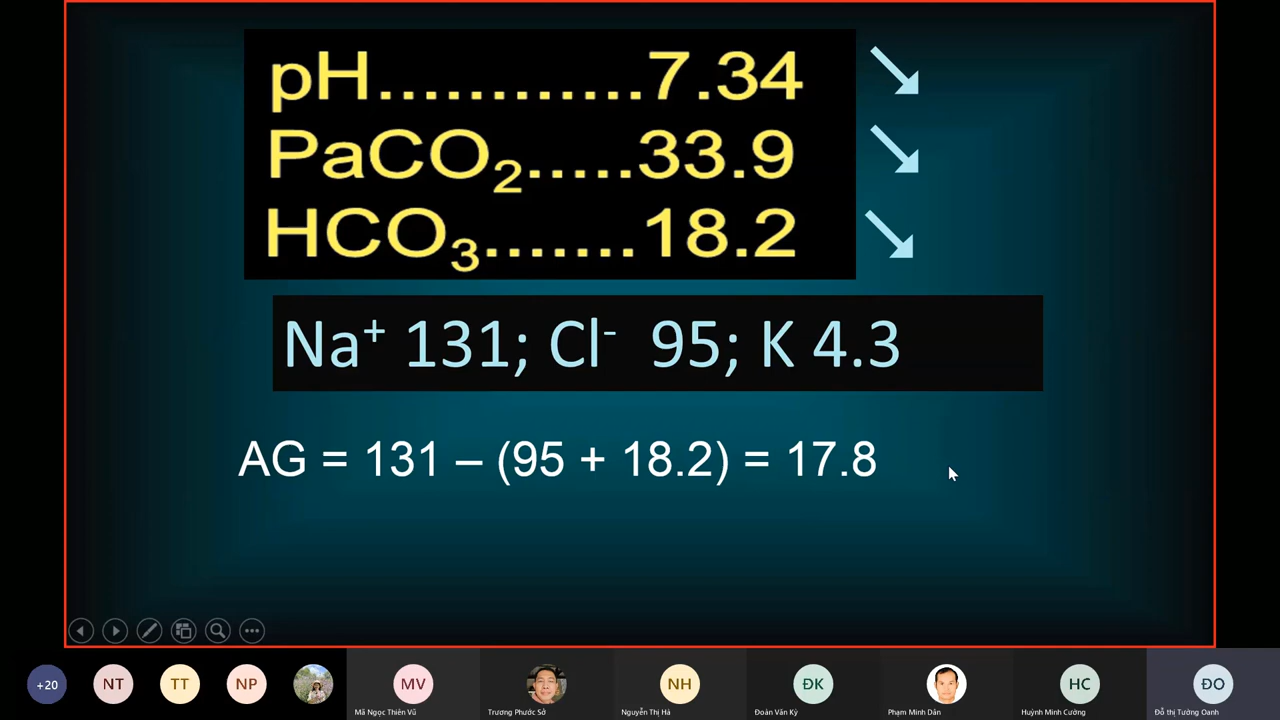 pH............7.34
PaCO₂.....33.9
HCO₃.......18.2
Na⁺ 131; Cl⁻ 95; K 4.3
AG = 131 – (95 + 18.2) = 17.8
+20 NT TT NP MV NH ĐK HC ĐO
Mã Ngọc Thiên Vũ Trương Phước Sở Nguyễn Thị Hà Đoàn Văn Kỳ Phạm Minh Dân Huỳnh Minh Cường Đỗ thị Tường Oanh